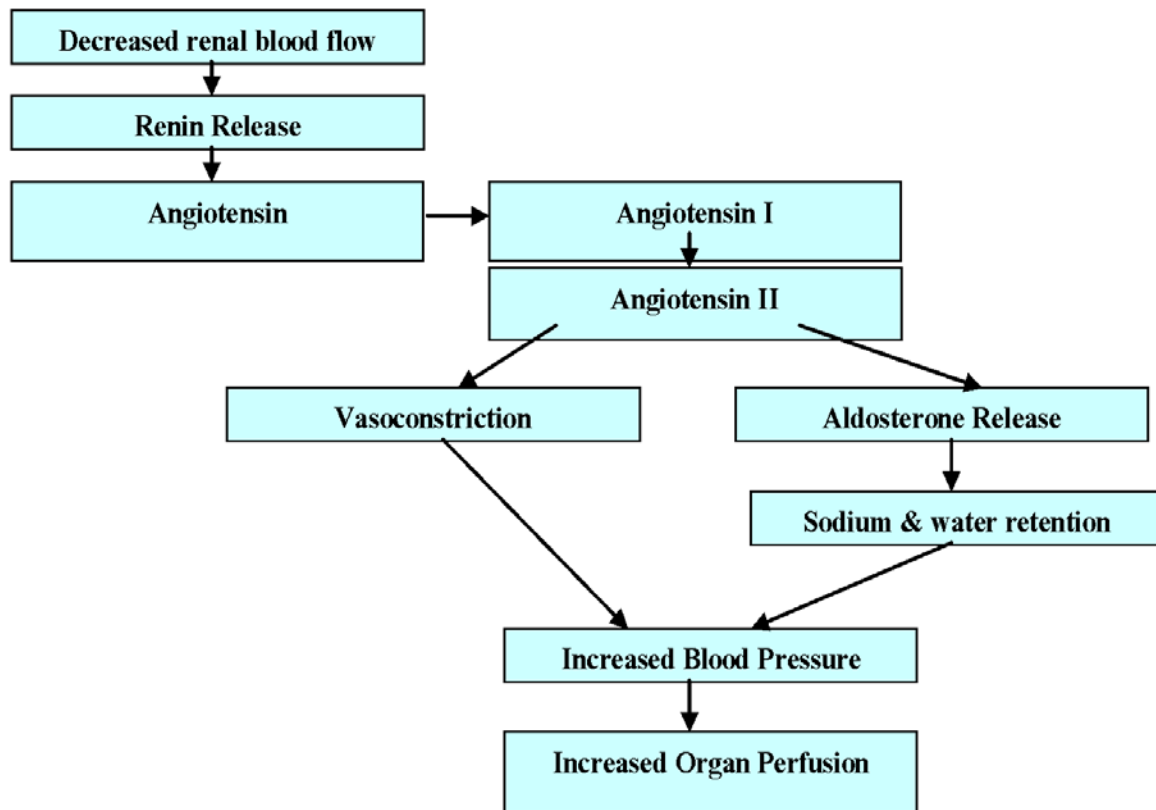 Decreased renal blood flow
Renin Release
Angiotensin
Angiotensin I
Angiotensin II
Vasoconstriction
Aldosterone Release
Sodium & water retention
Increased Blood Pressure
Increased Organ Perfusion